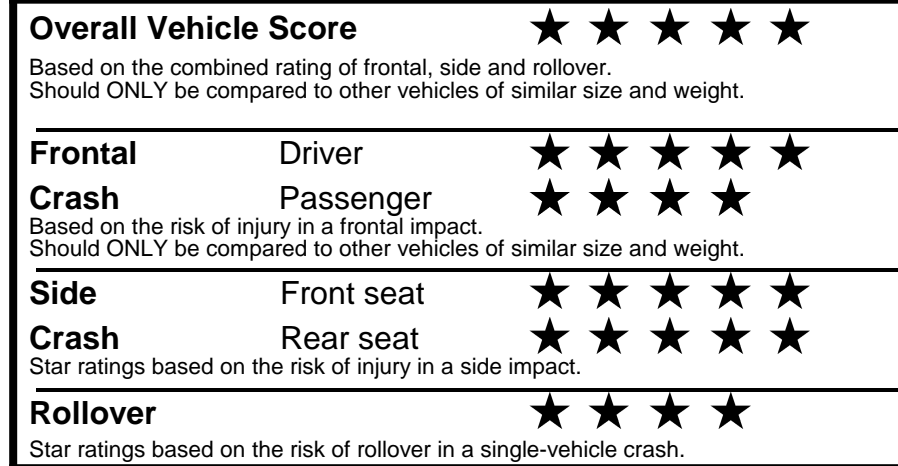 Overall Vehicle Score ★ ★ ★ ★ ★
Based on the combined rating of frontal, side and rollover.
Should ONLY be compared to other vehicles of similar size and weight.
Frontal Driver ★ ★ ★ ★ ★
Crash Passenger ★ ★ ★ ★
Based on the risk of injury in a frontal impact.
Should ONLY be compared to other vehicles of similar size and weight.
Side Front seat ★ ★ ★ ★ ★
Crash Rear seat ★ ★ ★ ★ ★
Star ratings based on the risk of injury in a side impact.
Rollover ★ ★ ★ ★
Star ratings based on the risk of rollover in a single-vehicle crash.